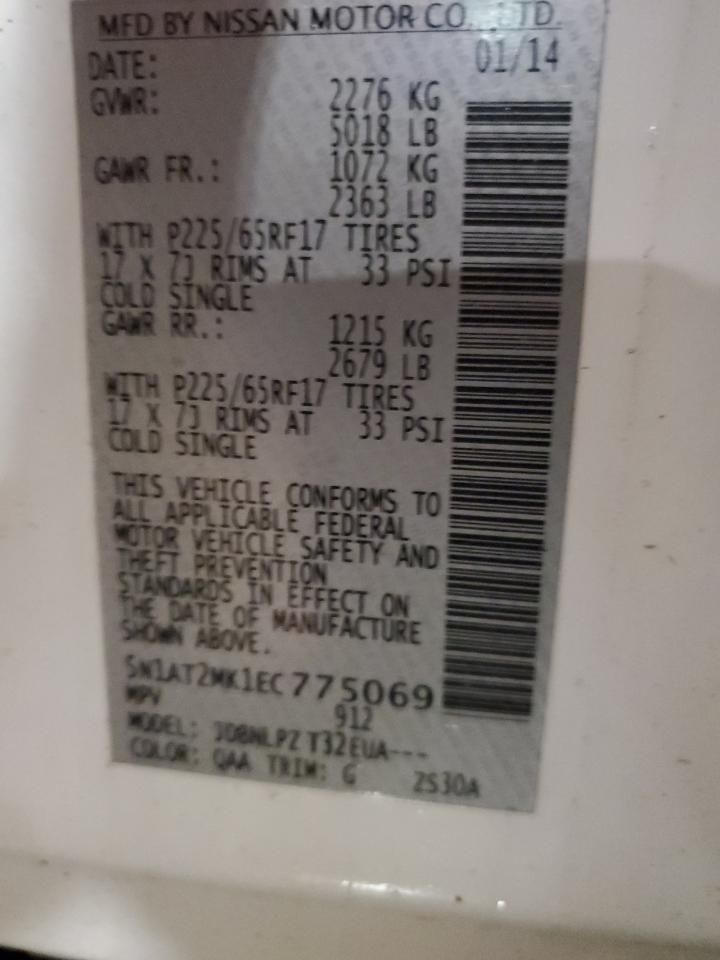 MFD BY NISSAN MOTOR CO., LTD.
DATE: 01/14
GVWR: 2276 KG
5018 LB
GAWR FR.: 1072 KG
2363 LB
WITH P225/65RF17 TIRES
17 X 7J RIMS AT 33 PSI
COLD SINGLE
GAWR RR.: 1215 KG
2679 LB
WITH P225/65RF17 TIRES
17 X 7J RIMS AT 33 PSI
COLD SINGLE
THIS VEHICLE CONFORMS TO
ALL APPLICABLE FEDERAL
MOTOR VEHICLE SAFETY AND
THEFT PREVENTION
STANDARDS IN EFFECT ON
THE DATE OF MANUFACTURE
SHOWN ABOVE.
5N1AT2MK1EC775069
MPV 912
MODEL: JDBNLPZ T32EUA---
COLOR: QAA TRIM: G 2S30A